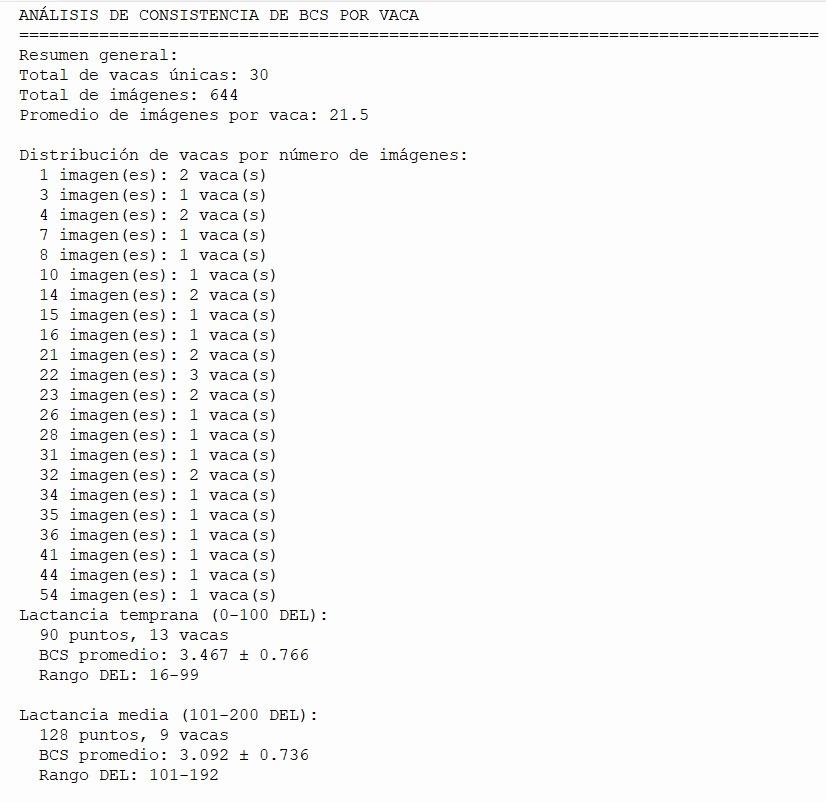 ANÁLISIS DE CONSISTENCIA DE BCS POR VACA
================================================================================
Resumen general:
Total de vacas únicas: 30
Total de imágenes: 644
Promedio de imágenes por vaca: 21.5
Distribución de vacas por número de imágenes:
1 imagen(es): 2 vaca(s)
3 imagen(es): 1 vaca(s)
4 imagen(es): 2 vaca(s)
7 imagen(es): 1 vaca(s)
8 imagen(es): 1 vaca(s)
10 imagen(es): 1 vaca(s)
14 imagen(es): 2 vaca(s)
15 imagen(es): 1 vaca(s)
16 imagen(es): 1 vaca(s)
21 imagen(es): 2 vaca(s)
22 imagen(es): 3 vaca(s)
23 imagen(es): 2 vaca(s)
26 imagen(es): 1 vaca(s)
28 imagen(es): 1 vaca(s)
31 imagen(es): 1 vaca(s)
32 imagen(es): 2 vaca(s)
34 imagen(es): 1 vaca(s)
35 imagen(es): 1 vaca(s)
36 imagen(es): 1 vaca(s)
41 imagen(es): 1 vaca(s)
44 imagen(es): 1 vaca(s)
54 imagen(es): 1 vaca(s)
Lactancia temprana (0-100 DEL):
90 puntos, 13 vacas
BCS promedio: 3.467 ± 0.766
Rango DEL: 16-99
Lactancia media (101-200 DEL):
128 puntos, 9 vacas
BCS promedio: 3.092 ± 0.736
Rango DEL: 101-192